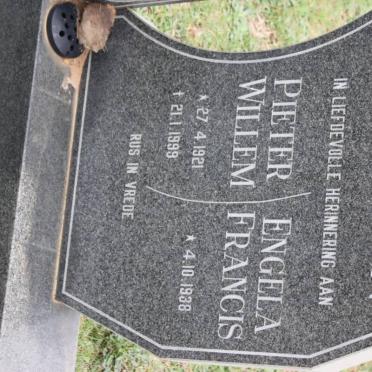 IN LIEFDEVOLLE HERINNERING AAN
PIETER
WILLEM
★ 27.4.1921
† 21.1.1999
ENGELA
FRANCIS
★ 4.10.1938
RUS IN VREDE